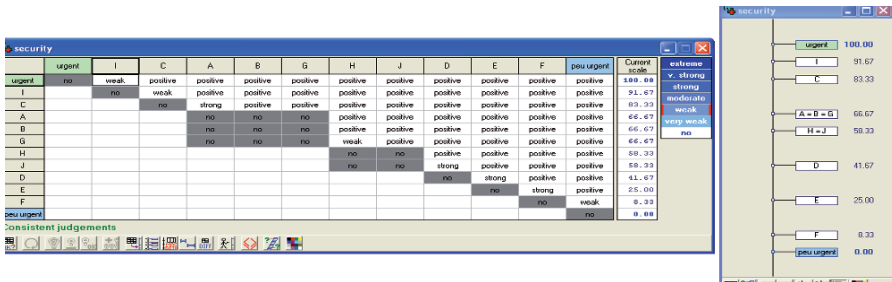 security
urgent I C A B G H J D E F peu urgent Current scale
urgent no weak positive positive positive positive positive positive positive positive positive positive 100.00
I no weak positive positive positive positive positive positive positive positive positive 91.67
C no strong positive positive positive positive positive positive positive positive 83.33
A no no no positive positive positive positive positive positive 66.67
B no no no positive positive positive positive positive positive 66.67
G no no no weak positive positive positive positive positive 66.67
H no no positive positive positive positive 58.33
J no no strong positive positive positive 58.33
D no strong positive positive 41.67
E no strong positive 25.00
F no weak 8.33
peu urgent no 0.00
extreme
v. strong
strong
moderate
weak
very weak
no
Consistent judgements
security
urgent 100.00
I 91.67
C 83.33
A = B = G 66.67
H = J 58.33
D 41.67
E 25.00
F 8.33
peu urgent 0.00